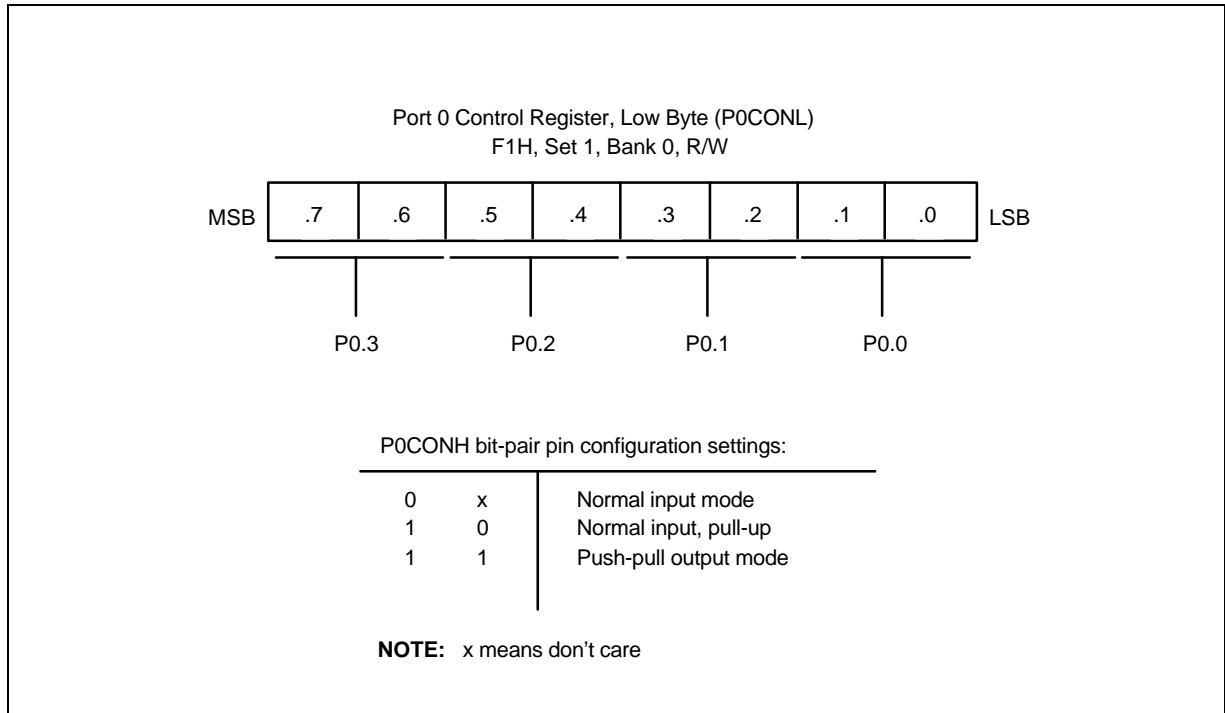 Port 0 Control Register, Low Byte (P0CONL)
F1H, Set 1, Bank 0, R/W
MSB .7 .6 .5 .4 .3 .2 .1 .0 LSB
P0.3 P0.2 P0.1 P0.0
P0CONH bit-pair pin configuration settings:
0 x Normal input mode
1 0 Normal input, pull-up
1 1 Push-pull output mode
NOTE: x means don't care